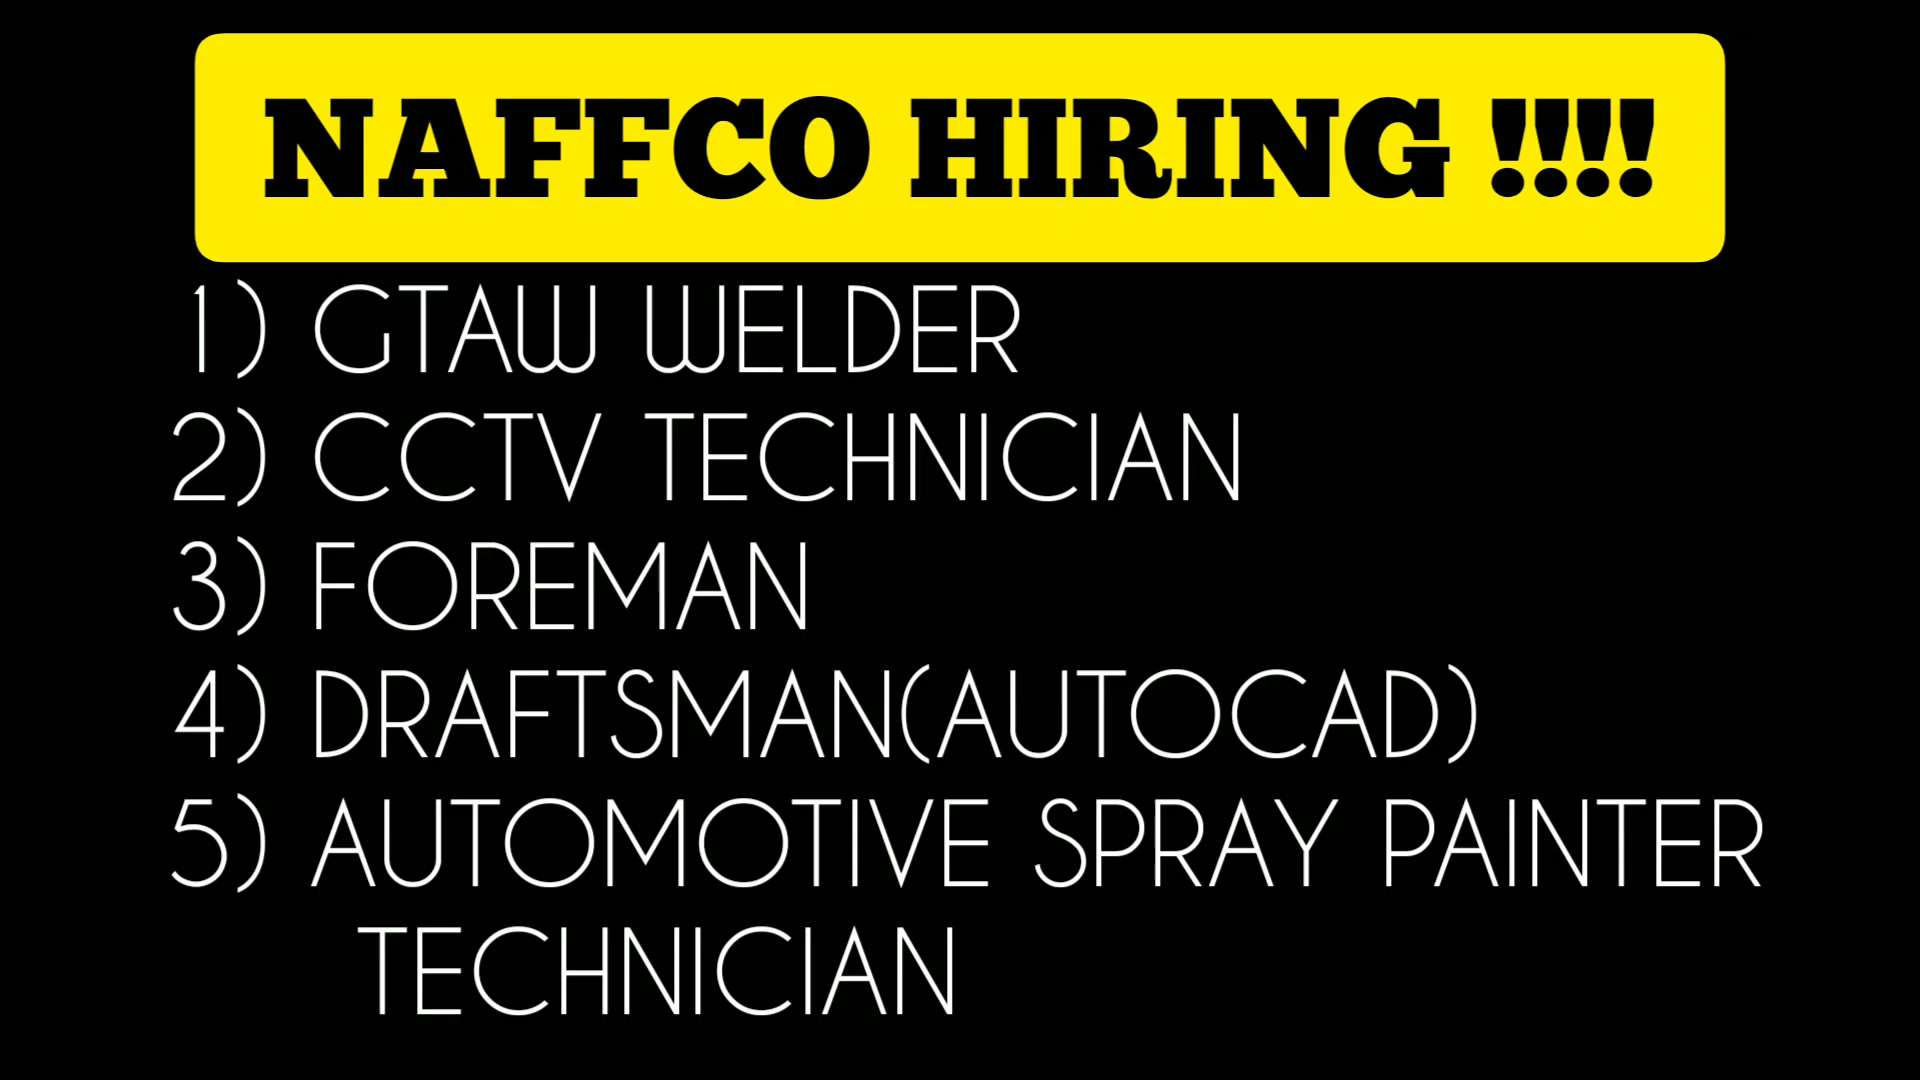 NAFFCO HIRING !!!!
1) GTAW WELDER
2) CCTV TECHNICIAN
3) FOREMAN
4) DRAFTSMAN(AUTOCAD)
5) AUTOMOTIVE SPRAY PAINTER
TECHNICIAN